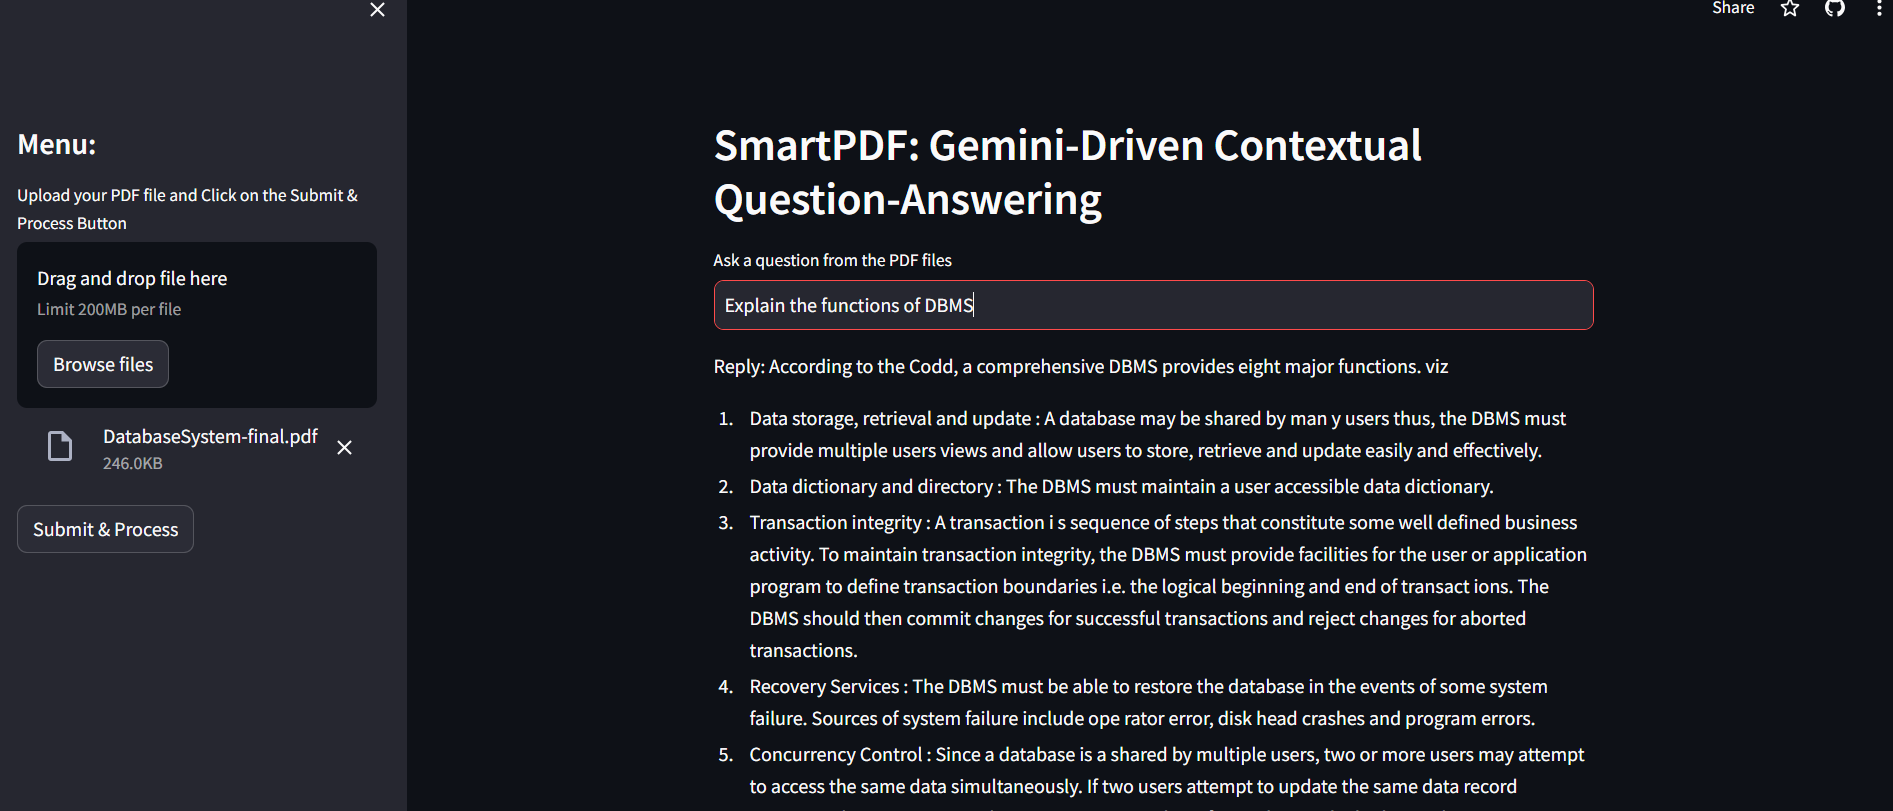 Share
Menu:
Upload your PDF file and Click on the Submit &
Process Button
Drag and drop file here
Limit 200MB per file
Browse files
DatabaseSystem-final.pdf
246.0KB
Submit & Process
SmartPDF: Gemini-Driven Contextual
Question-Answering
Ask a question from the PDF files
Explain the functions of DBMS
Reply: According to the Codd, a comprehensive DBMS provides eight major functions. viz
1. Data storage, retrieval and update : A database may be shared by man y users thus, the DBMS must
provide multiple users views and allow users to store, retrieve and update easily and effectively.
2. Data dictionary and directory : The DBMS must maintain a user accessible data dictionary.
3. Transaction integrity : A transaction i s sequence of steps that constitute some well defined business
activity. To maintain transaction integrity, the DBMS must provide facilities for the user or application
program to define transaction boundaries i.e. the logical beginning and end of transact ions. The
DBMS should then commit changes for successful transactions and reject changes for aborted
transactions.
4. Recovery Services : The DBMS must be able to restore the database in the events of some system
failure. Sources of system failure include ope rator error, disk head crashes and program errors.
5. Concurrency Control : Since a database is a shared by multiple users, two or more users may attempt
to access the same data simultaneously. If two users attempt to update the same data record